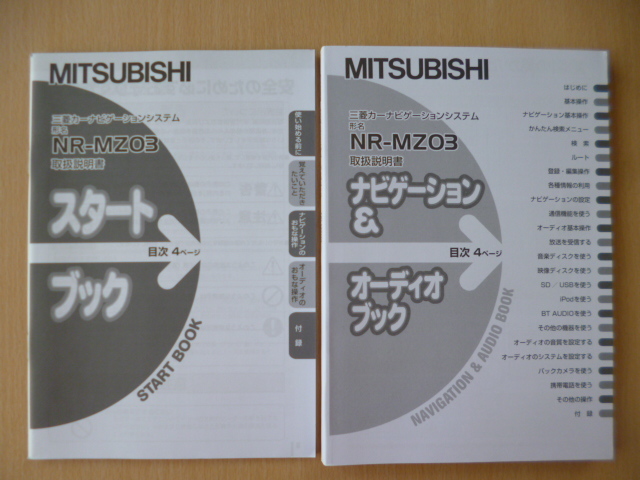 MITSUBISHI
三菱カーナビゲーションシステム
形名
NR-MZ03
取扱説明書
スタート
目次 4ページ
ブック
START BOOK
使い始める前に
覚えていただき
たいこと
ナビゲーションの
おもな操作
オーディオの
おもな操作
付録
MITSUBISHI
三菱カーナビゲーションシステム
形名
NR-MZ03
取扱説明書
ナビゲーション
&
目次 4ページ
オーディオ
ブック
NAVIGATION & AUDIO BOOK
はじめに
基本操作
ナビゲーション基本操作
かんたん検索メニュー
検 索
ルート
登録・編集操作
各種情報の利用
ナビゲーションの設定
通信機能を使う
オーディオ基本操作
放送を受信する
音楽ディスクを使う
映像ディスクを使う
SD／USBを使う
iPodを使う
BT AUDIOを使う
その他の機器を使う
オーディオの音質を設定する
オーディオのシステムを設定する
バックカメラを使う
携帯電話を使う
その他の操作
付 録